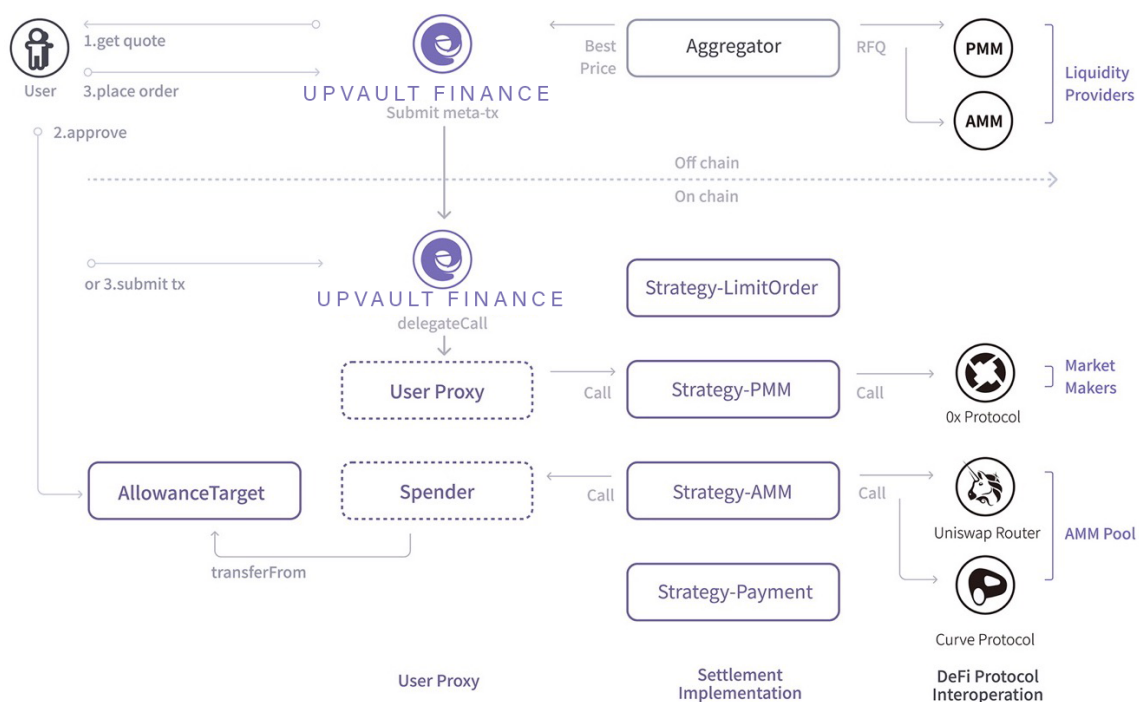 User
1.get quote
3.place order
2.approve
UPVAULT FINANCE
Submit meta-tx
Best
Price
Aggregator
RFQ
PMM
AMM
Liquidity
Providers
Off chain
On chain
or 3.submit tx
UPVAULT FINANCE
delegateCall
Strategy-LimitOrder
User Proxy
Call
Strategy-PMM
Call
0x Protocol
Market
Makers
AllowanceTarget
Spender
Call
Strategy-AMM
Call
Uniswap Router
AMM Pool
transferFrom
Strategy-Payment
Curve Protocol
User Proxy
Settlement
Implementation
DeFi Protocol
Interoperation